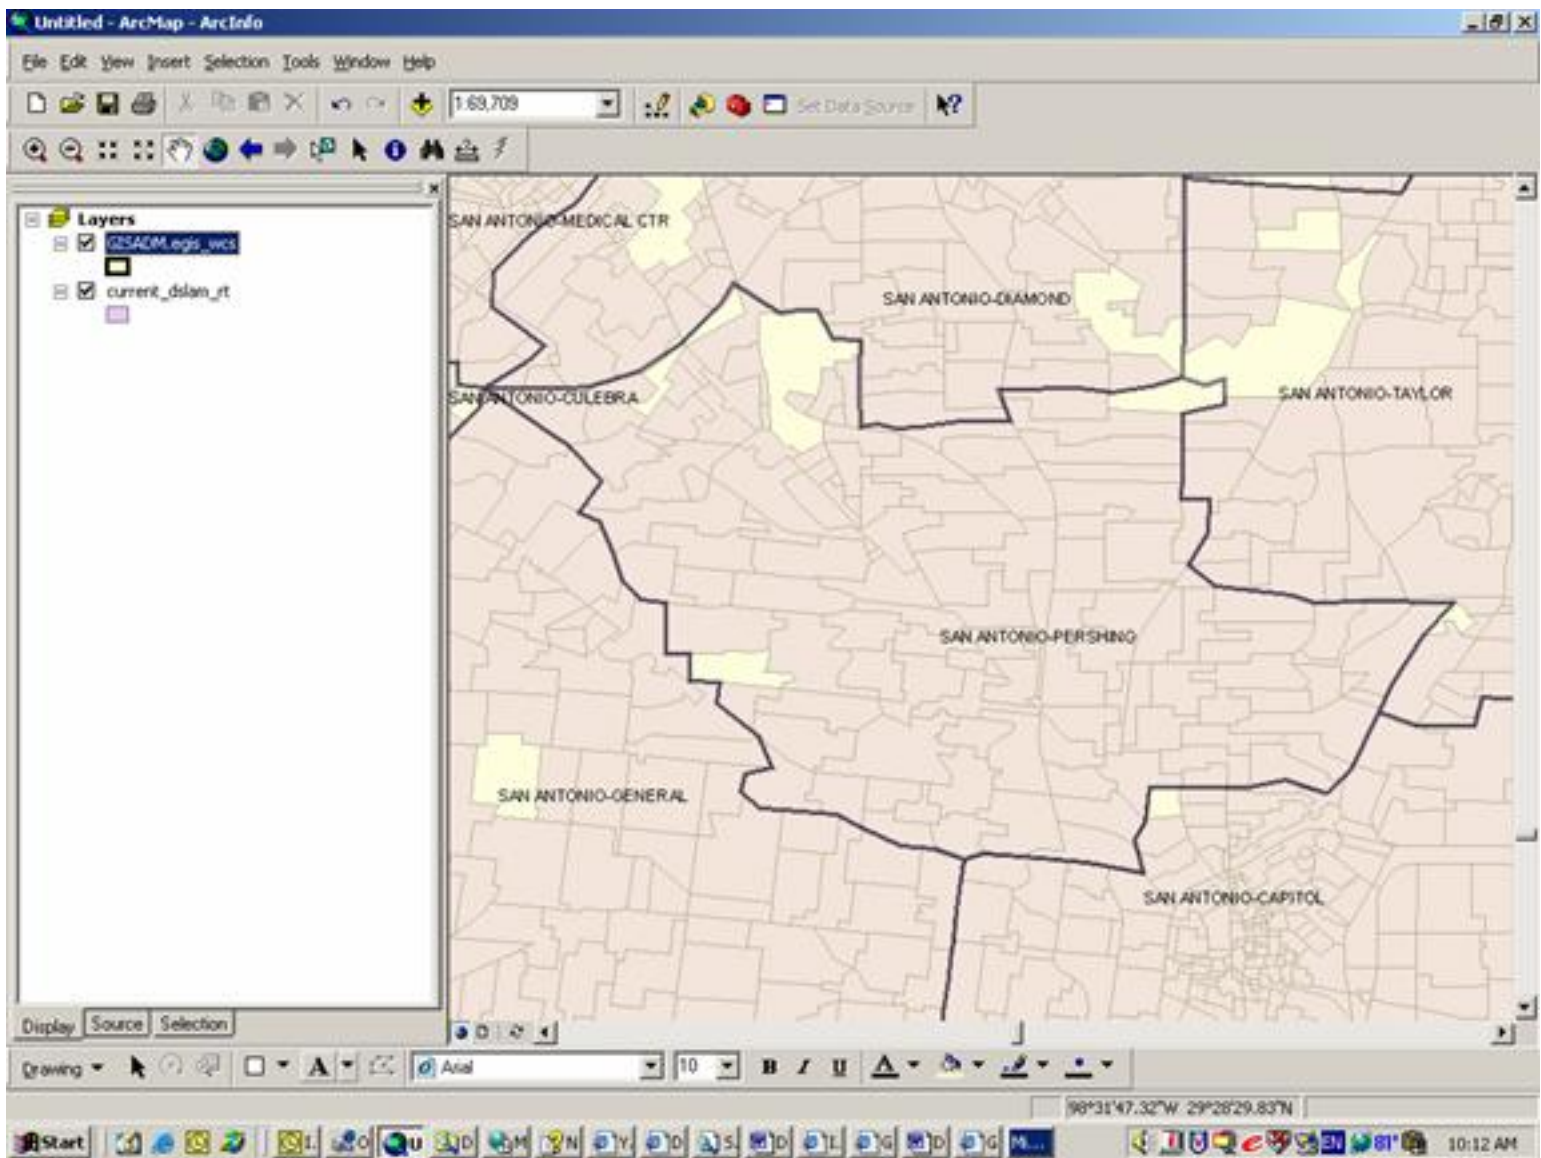 Untitled - ArcMap - ArcInfo
File Edit View Insert Selection Tools Window Help
1:69,709
Set Data Source
Layers
GISADM.egis_wcs
current_dslam_rt
SAN ANTONIO-MEDICAL CTR
SAN ANTONIO-DIAMOND
SAN ANTONIO-CULEBRA
SAN ANTONIO-TAYLOR
SAN ANTONIO-PERSHING
SAN ANTONIO-GENERAL
SAN ANTONIO-CAPITOL
Display Source Selection
Drawing A Arial 10 B I U A
98°31'47.32"W 29°28'29.83"N
Start I. O U D M N Y. D S. D I. G D G M... EN 81° 10:12 AM